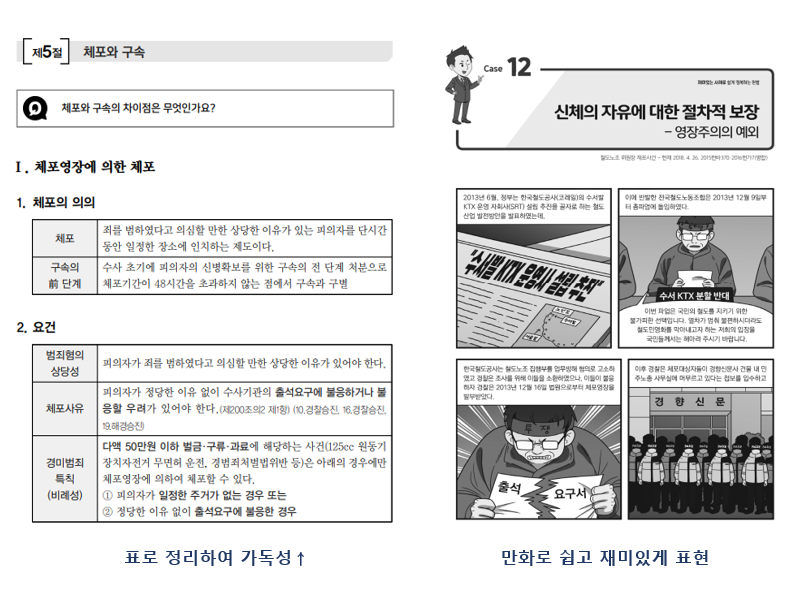 제5절 체포와 구속
Q 체포와 구속의 차이점은 무엇인가요?
Ⅰ. 체포영장에 의한 체포
1. 체포의 의의
체포
죄를 범하였다고 의심할 만한 상당한 이유가 있는 피의자를 단시간
동안 일정한 장소에 인치하는 제도이다.
구속의
前 단계
수사 초기에 피의자의 신병확보를 위한 구속의 전 단계 처분으로
체포기간이 48시간을 초과하지 않는 점에서 구속과 구별
2. 요건
범죄혐의
상당성
피의자가 죄를 범하였다고 의심할 만한 상당한 이유가 있어야 한다.
체포사유
피의자가 정당한 이유 없이 수사기관의 출석요구에 불응하거나 불
응할 우려가 있어야 한다.(제200조의2 제1항) (10.경찰승진, 16.경찰승진,
19.해경승진)
경미범죄
특칙
(비례성)
다액 50만원 이하 벌금·구류·과료에 해당하는 사건(125cc 원동기
장치자전거 무면허 운전, 경범죄처벌법위반 등)은 아래의 경우에만
체포영장에 의하여 체포할 수 있다.
① 피의자가 일정한 주거가 없는 경우 또는
② 정당한 이유 없이 출석요구에 불응한 경우
표로 정리하여 가독성↑
Case 12
재미있는 사례로 쉽게 정복하는 헌법
신체의 자유에 대한 절차적 보장
- 영장주의의 예외
철도노조 위원장 체포사건 - 헌재 2018. 4. 26. 2015헌바370·2016헌가7(병합)
2013년 6월, 정부는 한국철도공사(코레일)의 수서발
KTX 운영 자회사(SRT) 설립 추진을 골자로 하는 철도
산업 발전방안을 발표하였는데,
"수서발 KTX 운영사 설립 추진"
이에 반발한 전국철도노동조합은 2013년 12월 9일부
터 총파업에 돌입하였다.
수서 KTX 분할 반대
이번 파업은 국민의 철도를 지키기 위한
불가피한 선택입니다. 열차가 멈춰 불편하시더라도
철도민영화를 막아내고자 하는 저희의 입장을
국민들께서는 헤아려 주시기 바랍니다.
한국철도공사는 철도노조 집행부를 업무방해 혐의로 고소하
였고 경찰은 조사를 위해 이들을 소환하였으나, 이들이 불응
하자 경찰은 2013년 12월 16일 법원으로부터 체포영장을
발부받았다.
투쟁
출석
요구서
이후 경찰은 체포대상자들이 경향신문사 건물 내 민
주노총 사무실에 머무르고 있다는 첩보를 입수하고
경향신문
만화로 쉽고 재미있게 표현